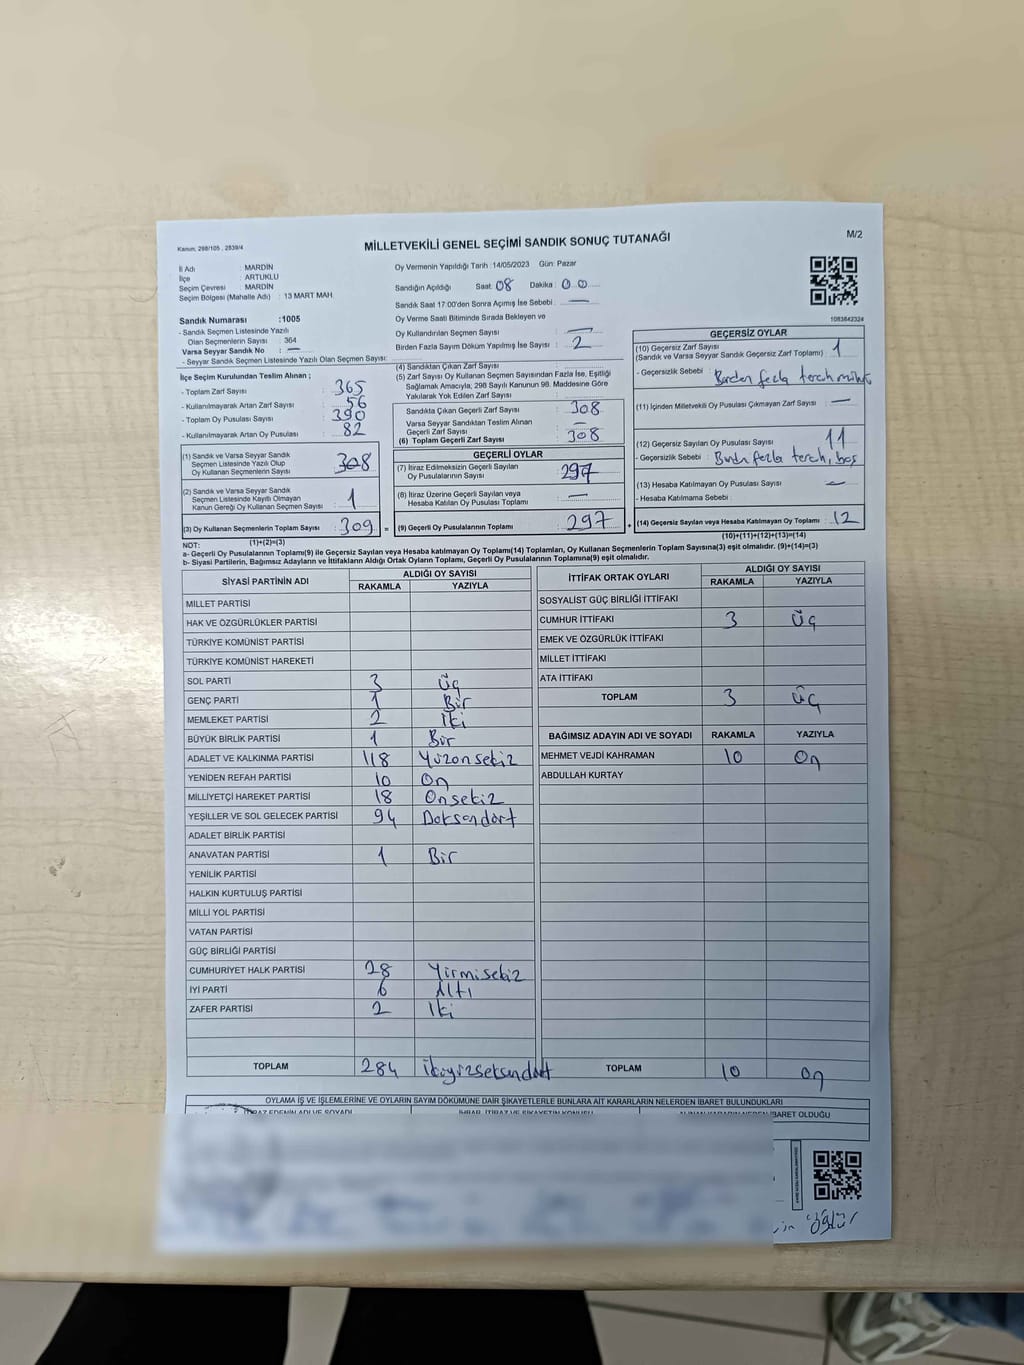 Kanun: 298/105 , 2839/4
MİLLETVEKİLİ GENEL SEÇİMİ SANDIK SONUÇ TUTANAĞI
M/2
İl Adı : MARDİN
İlçe : ARTUKLU
Seçim Çevresi : MARDİN
Seçim Bölgesi (Mahalle Adı) : 13 MART MAH.
Sandık Numarası :1005
- Sandık Seçmen Listesinde Yazılı
Olan Seçmenlerin Sayısı : 364
Varsa Seyyar Sandık No : —
- Seyyar Sandık Seçmen Listesinde Yazılı Olan Seçmen Sayısı:
Oy Vermenin Yapıldığı Tarih :14/05/2023 Gün: Pazar
Sandığın Açıldığı Saat: 08 Dakika : 00
Sandık Saat 17:00'den Sonra Açımış İse Sebebi : —
Oy Verme Saati Bitiminde Sırada Bekleyen ve
Oy Kullandırılan Seçmen Sayısı : —
Birden Fazla Sayım Döküm Yapılmış İse Sayısı : 2
1083642324
İlçe Seçim Kurulundan Teslim Alınan ;
- Toplam Zarf Sayısı : 365
- Kullanılmayarak Artan Zarf Sayısı : 56
- Toplam Oy Pusulası Sayısı : 390
- Kullanılmayarak Artan Oy Pusulası : 82
(1) Sandık ve Varsa Seyyar Sandık
Seçmen Listesinde Yazılı Olup
Oy Kullanan Seçmenlerin Sayısı : 308
(2) Sandık ve Varsa Seyyar Sandık
Seçmen Listesinde Kayıtlı Olmayan
Kanun Gereği Oy Kullanan Seçmen Sayısı : 1
(3) Oy Kullanan Seçmenlerin Toplam Sayısı : 309 =
(4) Sandıktan Çıkan Zarf Sayısı :
(5) Zarf Sayısı Oy Kullanan Seçmen Sayısından Fazla İse, Eşitliği
Sağlamak Amacıyla, 298 Sayılı Kanunun 98. Maddesine Göre
Yakılarak Yok Edilen Zarf Sayısı :
Sandıkta Çıkan Geçerli Zarf Sayısı : 308
Varsa Seyyar Sandıktan Teslim Alınan
Geçerli Zarf Sayısı : —
(6) Toplam Geçerli Zarf Sayısı : 308
GEÇERLİ OYLAR
(7) İtiraz Edilmeksizin Geçerli Sayılan
Oy Pusulalarının Sayısı : 297
(8) İtiraz Üzerine Geçerli Sayılan veya
Hesaba Katılan Oy Pusulası Toplamı : —
(9) Geçerli Oy Pusulalarının Toplamı : 297 +
GEÇERSİZ OYLAR
(10) Geçersiz Zarf Sayısı
(Sandık ve Varsa Seyyar Sandık Geçersiz Zarf Toplamı) : 1
- Geçersizlik Sebebi : Birden fazla tercih mühür
(11) İçinden Milletvekili Oy Pusulası Çıkmayan Zarf Sayısı : —
(12) Geçersiz Sayılan Oy Pusulası Sayısı : 11
- Geçersizlik Sebebi : Birden fazla tercih, boş
(13) Hesaba Katılmayan Oy Pusulası Sayısı : —
- Hesaba Katılmama Sebebi :
(14) Geçersiz Sayılan veya Hesaba Katılmayan Oy Toplamı : 12
NOT: (1)+(2)=(3)
(10)+(11)+(12)+(13)=(14)
a- Geçerli Oy Pusulalarının Toplamı(9) ile Geçersiz Sayılan veya Hesaba katılmayan Oy Toplamı(14) Toplamları, Oy Kullanan Seçmenlerin Toplam Sayısına(3) eşit olmalıdır. (9)+(14)=(3)
b- Siyasi Partilerin, Bağımsız Adayların ve İttifakların Aldığı Ortak Oyların Toplamı, Geçerli Oy Pusulalarının Toplamına(9) eşit olmalıdır.
SİYASİ PARTİNİN ADI ALDIĞI OY SAYISI
RAKAMLA YAZIYLA
MİLLET PARTİSİ
HAK VE ÖZGÜRLÜKLER PARTİSİ
TÜRKİYE KOMÜNİST PARTİSİ
TÜRKİYE KOMÜNİST HAREKETİ
SOL PARTİ 3 Üç
GENÇ PARTİ 1 Bir
MEMLEKET PARTİSİ 2 İki
BÜYÜK BİRLİK PARTİSİ 1 Bir
ADALET VE KALKINMA PARTİSİ 118 Yüzonsekiz
YENİDEN REFAH PARTİSİ 10 On
MİLLİYETÇİ HAREKET PARTİSİ 18 Onsekiz
YEŞİLLER VE SOL GELECEK PARTİSİ 94 Doksandört
ADALET BİRLİK PARTİSİ
ANAVATAN PARTİSİ 1 Bir
YENİLİK PARTİSİ
HALKIN KURTULUŞ PARTİSİ
MİLLİ YOL PARTİSİ
VATAN PARTİSİ
GÜÇ BİRLİĞİ PARTİSİ
CUMHURİYET HALK PARTİSİ 28 Yirmisekiz
İYİ PARTİ 6 Altı
ZAFER PARTİSİ 2 İki
TOPLAM 284 İkiyüzseksendört
İTTİFAK ORTAK OYLARI ALDIĞI OY SAYISI
RAKAMLA YAZIYLA
SOSYALİST GÜÇ BİRLİĞİ İTTİFAKI
CUMHUR İTTİFAKI 3 Üç
EMEK VE ÖZGÜRLÜK İTTİFAKI
MİLLET İTTİFAKI
ATA İTTİFAKI
TOPLAM 3 Üç
BAĞIMSIZ ADAYIN ADI VE SOYADI RAKAMLA YAZIYLA
MEHMET VEJDİ KAHRAMAN 10 On
ABDULLAH KURTAY
TOPLAM 10 On
OYLAMA İŞ VE İŞLEMLERİNE VE OYLARIN SAYIM DÖKÜMÜNE DAİR ŞİKAYETLERLE BUNLARA AİT KARARLARIN NELERDEN İBARET BULUNDUKLARI
İTİRAZ EDENİN ADI VE SOYADI